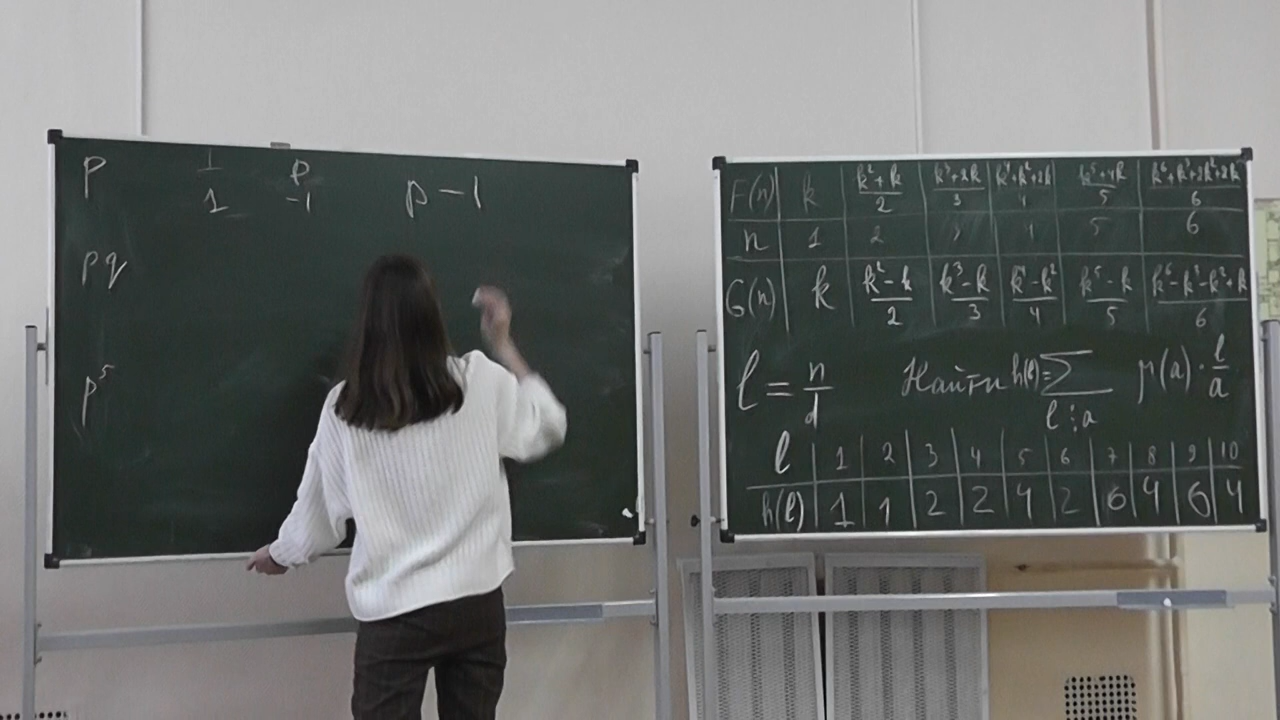 p 1 p p-1
1 -1
pq
p^5
F(n) k (k²+k)/2 (k³+2k)/3 (k⁴+k²+2k)/4 (k⁵+4k)/5 (k⁶+k³+2k²+2k)/6
n 1 2 3 4 5 6
G(n) k (k²-k)/2 (k³-k)/3 (k⁴-k²)/4 (k⁵-k)/5 (k⁶-k³-k²+k)/6
l = n/d Найти h(l)=∑ μ(a)·l/a
l⋮a
l 1 2 3 4 5 6 7 8 9 10
h(l) 1 1 2 2 4 2 6 4 6 4